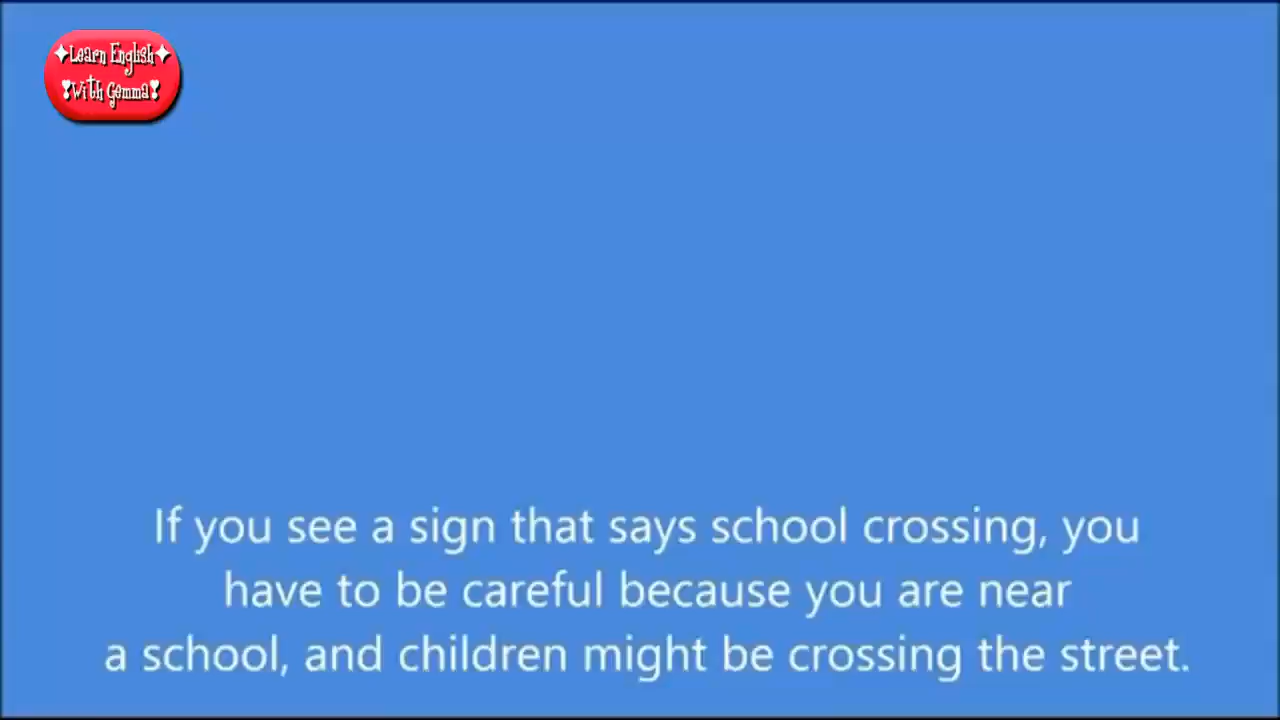 Learn English
With Gemma
If you see a sign that says school crossing, you
have to be careful because you are near
a school, and children might be crossing the street.